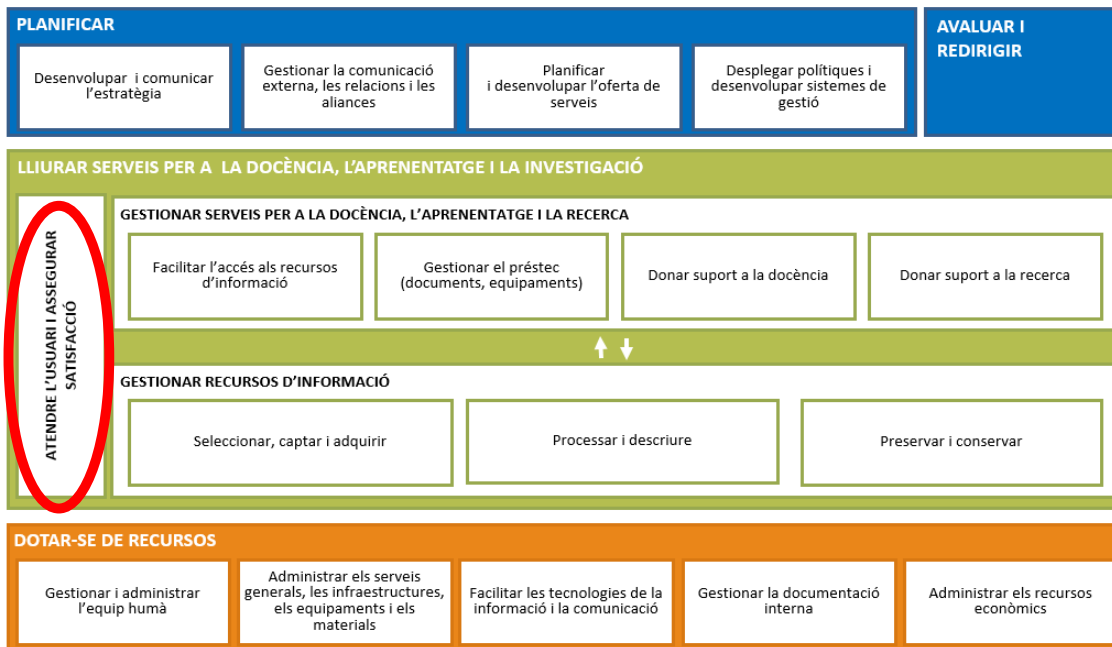 PLANIFICAR
Desenvolupar i comunicar
l'estratègia
Gestionar la comunicació
externa, les relacions i les
aliances
Planificar
i desenvolupar l'oferta de
serveis
Desplegar polítiques i
desenvolupar sistemes de
gestió
AVALUAR I
REDIRIGIR
LLIURAR SERVEIS PER A LA DOCÈNCIA, L'APRENENTATGE I LA INVESTIGACIÓ
ATENDRE L'USUARI I ASSEGURAR
SATISFACCIÓ
GESTIONAR SERVEIS PER A LA DOCÈNCIA, L'APRENENTATGE I LA RECERCA
Facilitar l'accés als recursos
d'informació
Gestionar el préstec
(documents, equipaments)
Donar suport a la docència
Donar suport a la recerca
GESTIONAR RECURSOS D'INFORMACIÓ
Seleccionar, captar i adquirir
Processar i descriure
Preservar i conservar
DOTAR-SE DE RECURSOS
Gestionar i administrar
l'equip humà
Administrar els serveis
generals, les infraestructures,
els equipaments i els
materials
Facilitar les tecnologies de la
informació i la comunicació
Gestionar la documentació
interna
Administrar els recursos
econòmics